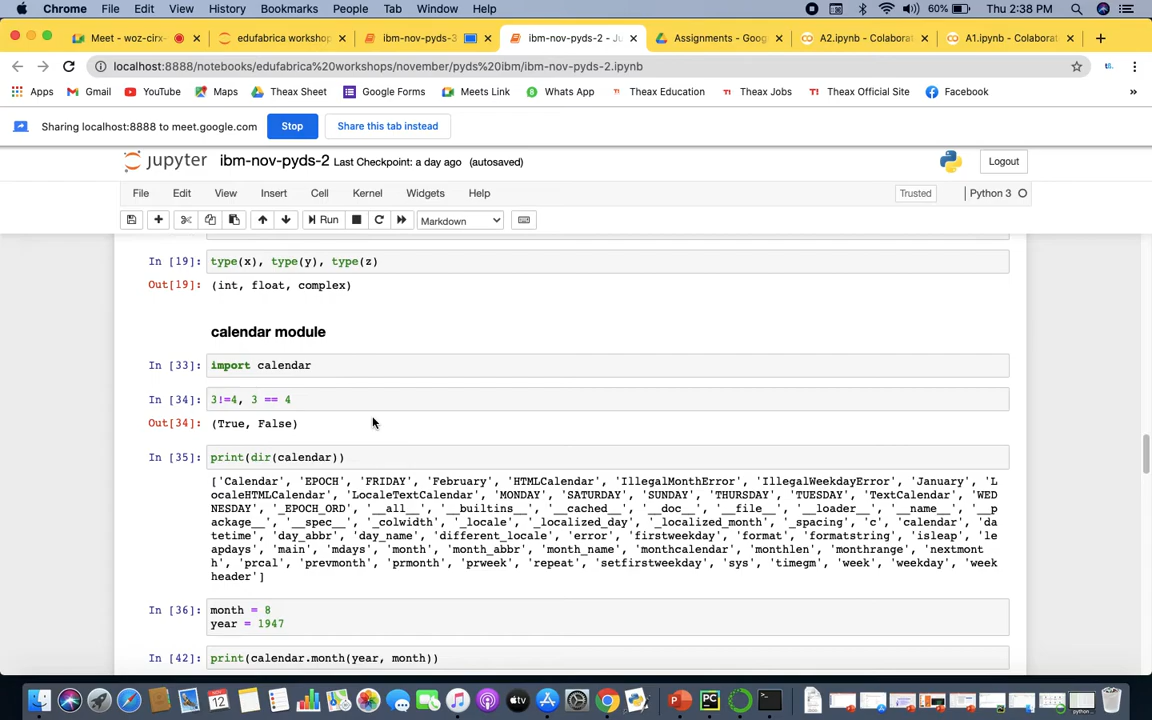 Chrome File Edit View History Bookmarks People Tab Window Help 60% Thu 2:38 PM
Meet - woz-cirx- edufabrica worksho ibm-nov-pyds-3 ibm-nov-pyds-2 - Ju Assignments - Goog A2.ipynb - Colaborat A1.ipynb - Colaborat
localhost:8888/notebooks/edufabrica%20workshops/november/pyds%20ibm/ibm-nov-pyds-2.ipynb
Apps Gmail YouTube Maps Theax Sheet Google Forms Meets Link Whats App Theax Education Theax Jobs Theax Official Site Facebook »
Sharing localhost:8888 to meet.google.com Stop Share this tab instead
jupyter ibm-nov-pyds-2 Last Checkpoint: a day ago (autosaved) Logout
File Edit View Insert Cell Kernel Widgets Help Trusted Python 3
Run Markdown
In [19]: type(x), type(y), type(z)
Out[19]: (int, float, complex)
calendar module
In [33]: import calendar
In [34]: 3!=4, 3 == 4
Out[34]: (True, False)
In [35]: print(dir(calendar))
['Calendar', 'EPOCH', 'FRIDAY', 'February', 'HTMLCalendar', 'IllegalMonthError', 'IllegalWeekdayError', 'January', 'L
ocaleHTMLCalendar', 'LocaleTextCalendar', 'MONDAY', 'SATURDAY', 'SUNDAY', 'THURSDAY', 'TUESDAY', 'TextCalendar', 'WED
NESDAY', '_EPOCH_ORD', '__all__', '__builtins__', '__cached__', '__doc__', '__file__', '__loader__', '__name__', '__p
ackage__', '__spec__', '_colwidth', '_locale', '_localized_day', '_localized_month', '_spacing', 'c', 'calendar', 'da
tetime', 'day_abbr', 'day_name', 'different_locale', 'error', 'firstweekday', 'format', 'formatstring', 'isleap', 'le
apdays', 'main', 'mdays', 'month', 'month_abbr', 'month_name', 'monthcalendar', 'monthlen', 'monthrange', 'nextmont
h', 'prcal', 'prevmonth', 'prmonth', 'prweek', 'repeat', 'setfirstweekday', 'sys', 'timegm', 'week', 'weekday', 'week
header']
In [36]: month = 8
year = 1947
In [42]: print(calendar.month(year, month))